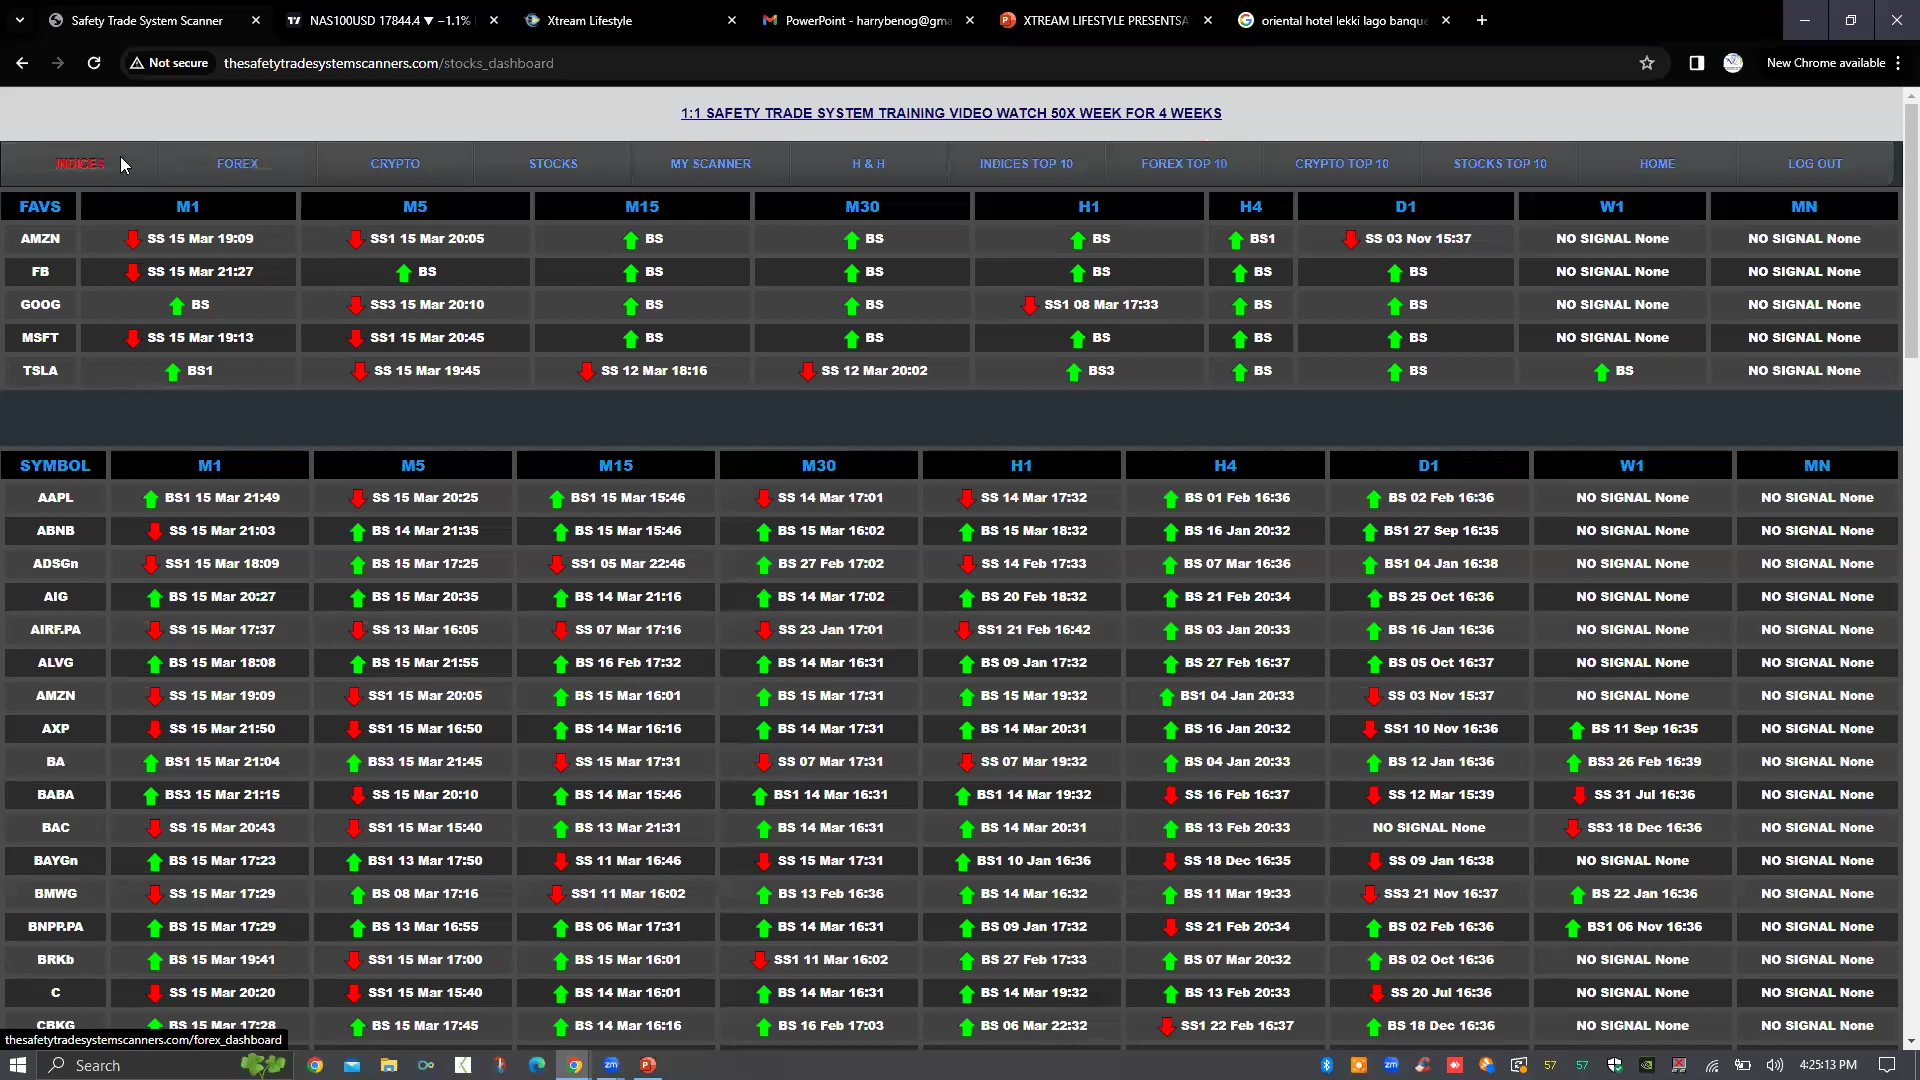 Safety Trade System Scanner
NAS100USD 17844.4 ▼ −1.1%
Xtream Lifestyle
PowerPoint - harrybenog@gma
XTREAM LIFESTYLE PRESENTSA
oriental hotel lekki lago banque
Not secure
thesafetytradesystemscanners.com/stocks_dashboard
New Chrome available
1:1 SAFETY TRADE SYSTEM TRAINING VIDEO WATCH 50X WEEK FOR 4 WEEKS
INDICES FOREX CRYPTO STOCKS MY SCANNER H & H INDICES TOP 10 FOREX TOP 10 CRYPTO TOP 10 STOCKS TOP 10 HOME LOG OUT
FAVS M1 M5 M15 M30 H1 H4 D1 W1 MN
AMZN SS 15 Mar 19:09 SS1 15 Mar 20:05 BS BS BS BS1 SS 03 Nov 15:37 NO SIGNAL None NO SIGNAL None
FB SS 15 Mar 21:27 BS BS BS BS BS BS NO SIGNAL None NO SIGNAL None
GOOG BS SS3 15 Mar 20:10 BS BS SS1 08 Mar 17:33 BS BS NO SIGNAL None NO SIGNAL None
MSFT SS 15 Mar 19:13 SS1 15 Mar 20:45 BS BS BS BS BS NO SIGNAL None NO SIGNAL None
TSLA BS1 SS 15 Mar 19:45 SS 12 Mar 18:16 SS 12 Mar 20:02 BS3 BS BS BS NO SIGNAL None
SYMBOL M1 M5 M15 M30 H1 H4 D1 W1 MN
AAPL BS1 15 Mar 21:49 SS 15 Mar 20:25 BS1 15 Mar 15:46 SS 14 Mar 17:01 SS 14 Mar 17:32 BS 01 Feb 16:36 BS 02 Feb 16:36 NO SIGNAL None NO SIGNAL None
ABNB SS 15 Mar 21:03 BS 14 Mar 21:35 BS 15 Mar 15:46 BS 15 Mar 16:02 BS 15 Mar 18:32 BS 16 Jan 20:32 BS1 27 Sep 16:35 NO SIGNAL None NO SIGNAL None
ADSGn SS1 15 Mar 18:09 BS 15 Mar 17:25 SS1 05 Mar 22:46 BS 27 Feb 17:02 SS 14 Feb 17:33 BS 07 Mar 16:36 BS1 04 Jan 16:38 NO SIGNAL None NO SIGNAL None
AIG BS 15 Mar 20:27 BS 15 Mar 20:35 BS 14 Mar 21:16 BS 14 Mar 17:02 BS 20 Feb 18:32 BS 21 Feb 20:34 BS 25 Oct 16:36 NO SIGNAL None NO SIGNAL None
AIRF.PA SS 15 Mar 17:37 SS 13 Mar 16:05 SS 07 Mar 17:16 SS 23 Jan 17:01 SS1 21 Feb 16:42 BS 03 Jan 20:33 BS 16 Jan 16:36 NO SIGNAL None NO SIGNAL None
ALVG BS 15 Mar 18:08 BS 15 Mar 21:55 BS 16 Feb 17:32 BS 14 Mar 16:31 BS 09 Jan 17:32 BS 27 Feb 16:37 BS 05 Oct 16:37 NO SIGNAL None NO SIGNAL None
AMZN SS 15 Mar 19:09 SS1 15 Mar 20:05 BS 15 Mar 16:01 BS 15 Mar 17:31 BS 15 Mar 19:32 BS1 04 Jan 20:33 SS 03 Nov 15:37 NO SIGNAL None NO SIGNAL None
AXP SS 15 Mar 21:50 SS1 15 Mar 16:50 BS 14 Mar 16:16 BS 14 Mar 17:31 BS 14 Mar 20:31 BS 16 Jan 20:32 SS1 10 Nov 16:36 BS 11 Sep 16:35 NO SIGNAL None
BA BS1 15 Mar 21:04 BS3 15 Mar 21:45 SS 15 Mar 17:31 SS 07 Mar 17:31 SS 07 Mar 19:32 BS 04 Jan 20:33 BS 12 Jan 16:36 BS3 26 Feb 16:39 NO SIGNAL None
BABA BS3 15 Mar 21:15 SS 15 Mar 20:10 BS 14 Mar 15:46 BS1 14 Mar 16:31 BS1 14 Mar 19:32 SS 16 Feb 16:37 SS 12 Mar 15:39 SS 31 Jul 16:36 NO SIGNAL None
BAC SS 15 Mar 20:43 SS1 15 Mar 15:40 BS 13 Mar 21:31 BS 14 Mar 16:31 BS 14 Mar 20:31 BS 13 Feb 20:33 NO SIGNAL None SS3 18 Dec 16:36 NO SIGNAL None
BAYGn BS 15 Mar 17:23 BS1 13 Mar 17:50 SS 11 Mar 16:46 SS 15 Mar 17:31 BS1 10 Jan 16:36 SS 18 Dec 16:35 SS 09 Jan 16:38 NO SIGNAL None NO SIGNAL None
BMWG SS 15 Mar 17:29 BS 08 Mar 17:16 SS1 11 Mar 16:02 BS 13 Feb 16:36 BS 14 Mar 16:32 BS 11 Mar 19:33 SS3 21 Nov 16:37 BS 22 Jan 16:36 NO SIGNAL None
BNPP.PA BS 15 Mar 17:29 BS 13 Mar 16:55 BS 06 Mar 17:31 BS 14 Mar 16:31 BS 09 Jan 17:32 SS 21 Feb 20:34 BS 02 Feb 16:36 BS1 06 Nov 16:36 NO SIGNAL None
BRKb BS 15 Mar 19:41 SS1 15 Mar 17:00 BS 15 Mar 16:01 SS1 11 Mar 16:02 BS 27 Feb 17:33 BS 07 Mar 20:32 BS 02 Oct 16:36 NO SIGNAL None NO SIGNAL None
C SS 15 Mar 20:20 SS1 15 Mar 15:40 BS 14 Mar 16:01 BS 14 Mar 16:31 BS 14 Mar 19:32 BS 13 Feb 20:33 SS 20 Jul 16:36 NO SIGNAL None NO SIGNAL None
CBKG BS 15 Mar 17:28 BS 15 Mar 17:45 BS 14 Mar 16:16 BS 16 Feb 17:03 BS 06 Mar 22:32 SS1 22 Feb 16:37 BS 18 Dec 16:36 NO SIGNAL None NO SIGNAL None
thesafetytradesystemscanners.com/forex_dashboard
Search
57 57
4:25:13 PM